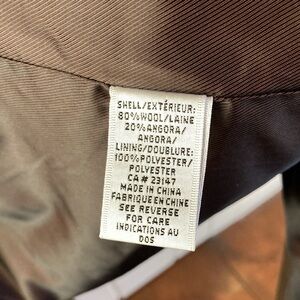 SHELL/EXTÉRIEUR:
80%WOOL/LAINE
20%ANGORA/
ANGORA/
LINING/DOUBLURE:
100%POLYESTER/
POLYESTER
CA# 23147
MADE IN CHINA
FABRIQUE EN CHINE
SEE REVERSE
FOR CARE
INDICATIONS AU
DOS